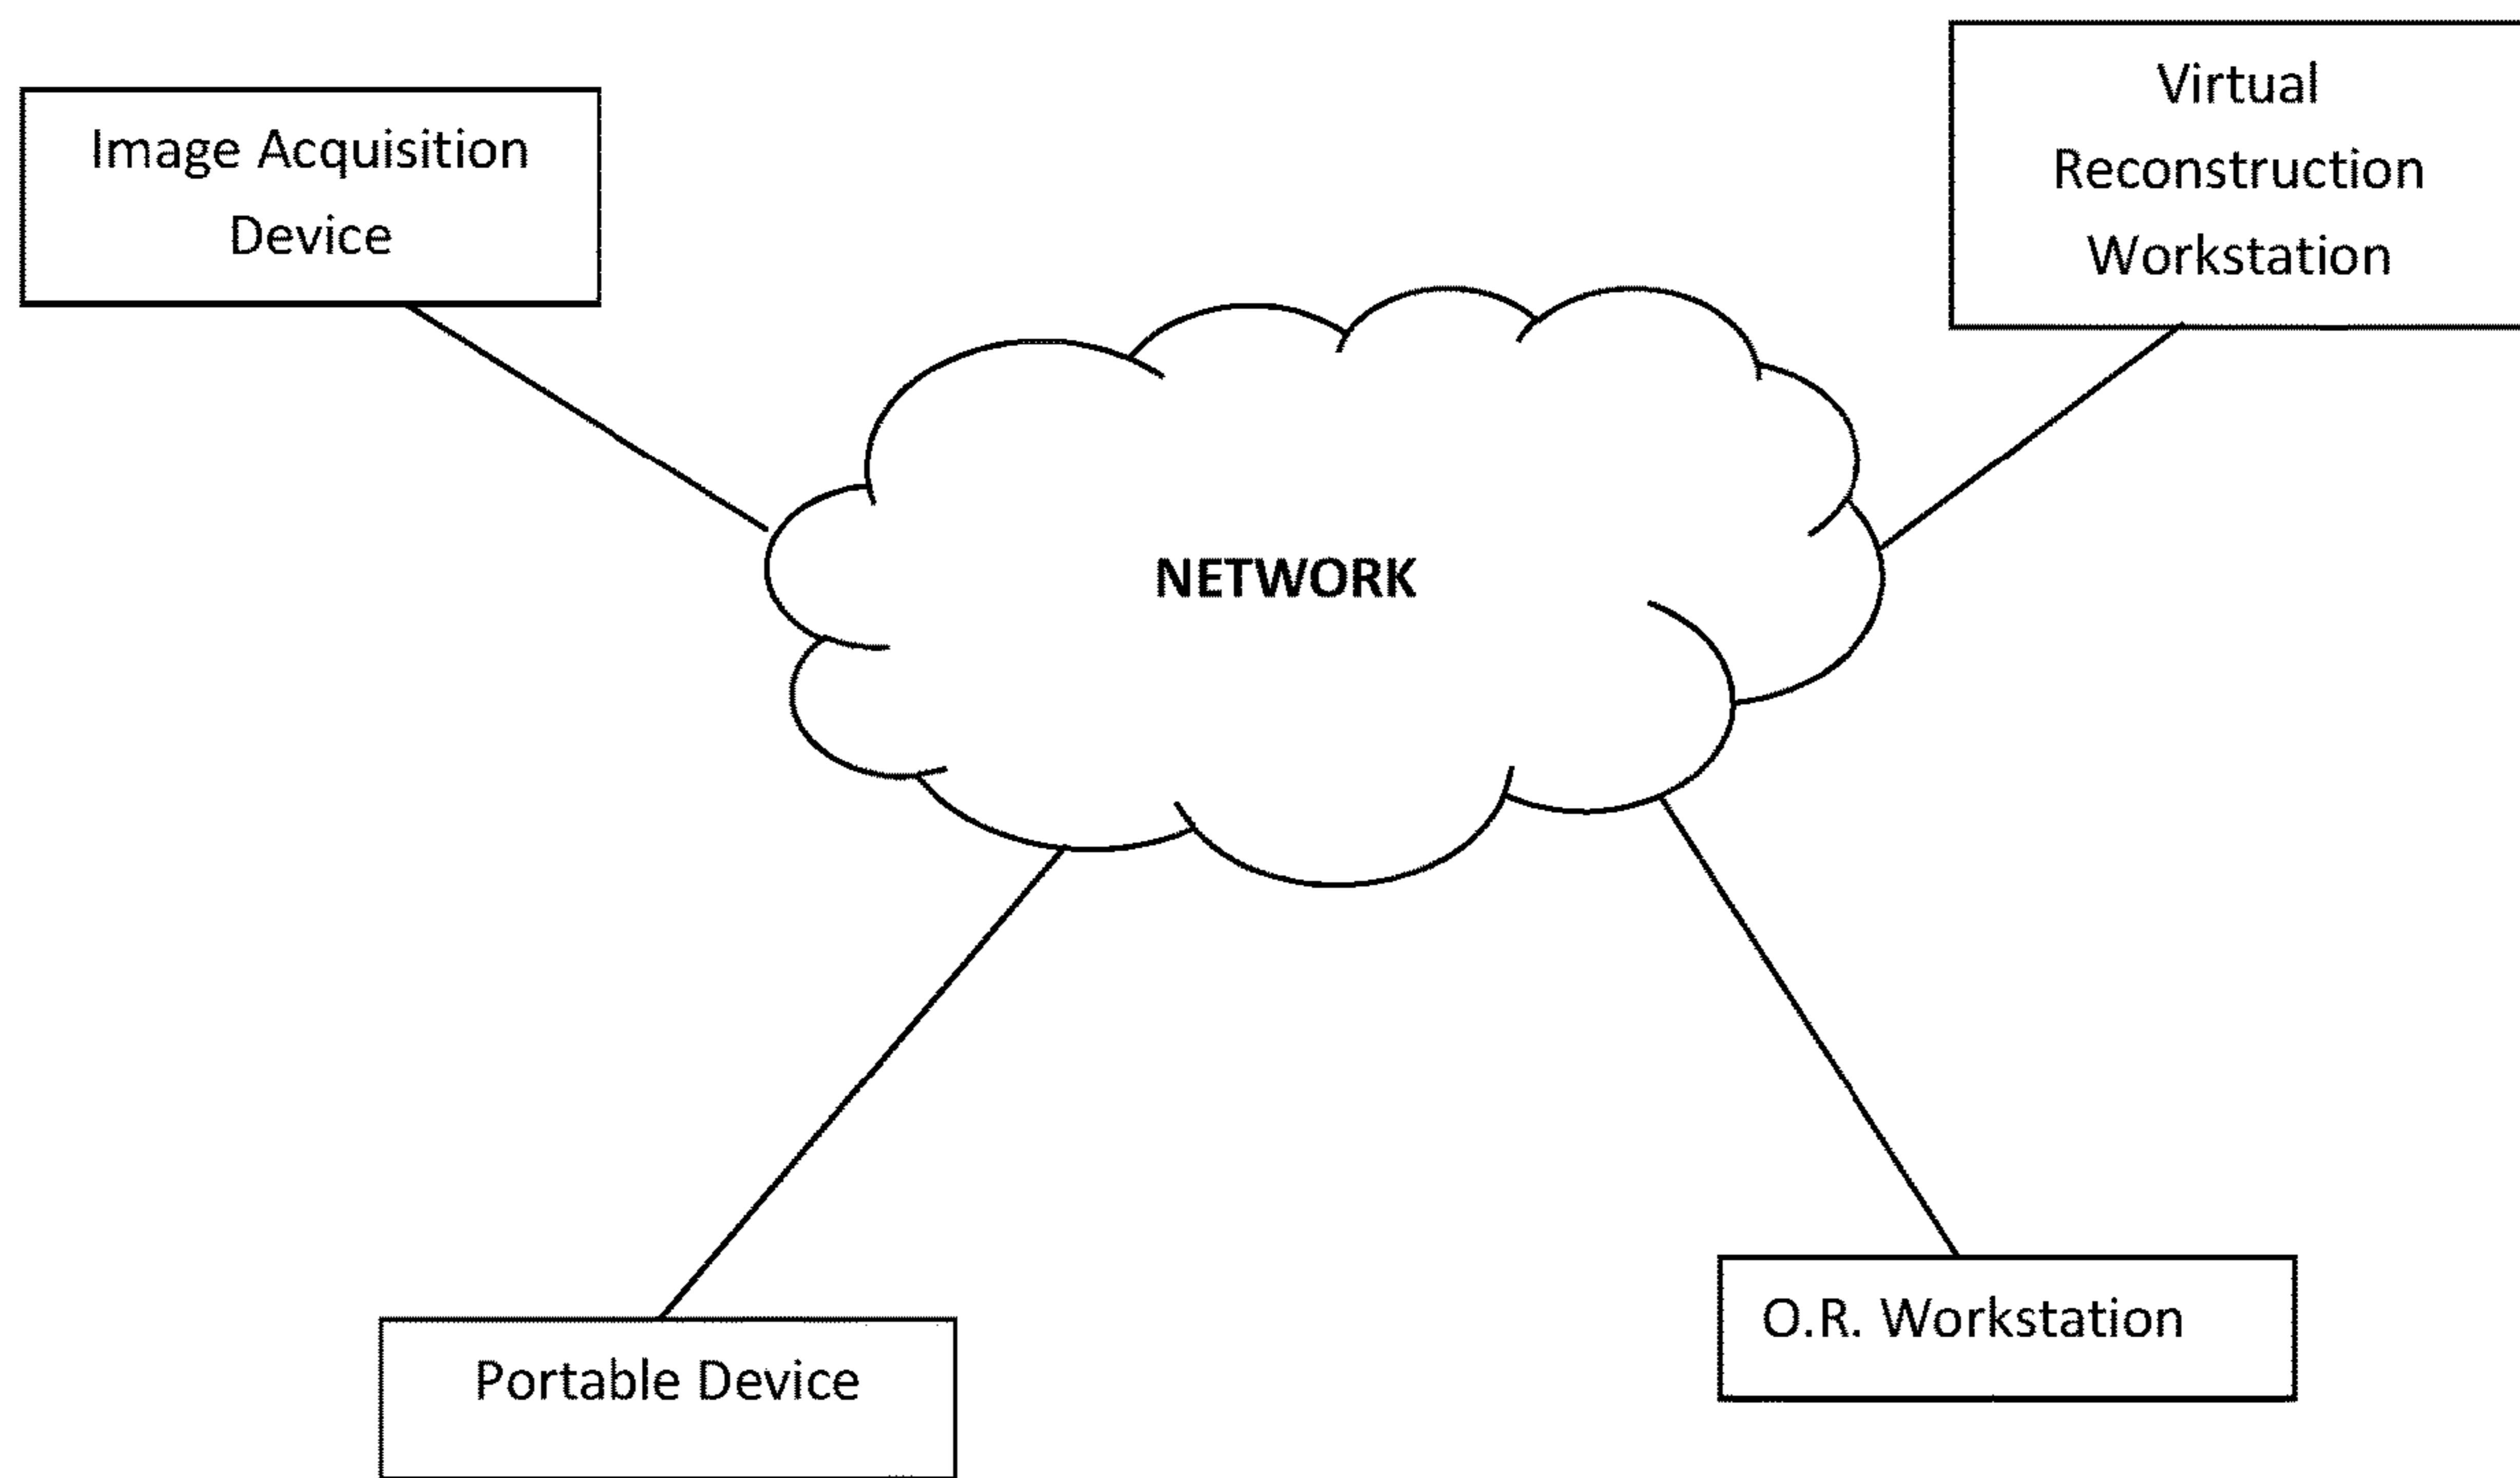 Image Acquisition
Device
Virtual
Reconstruction
Workstation
NETWORK
O.R. Workstation
Portable Device